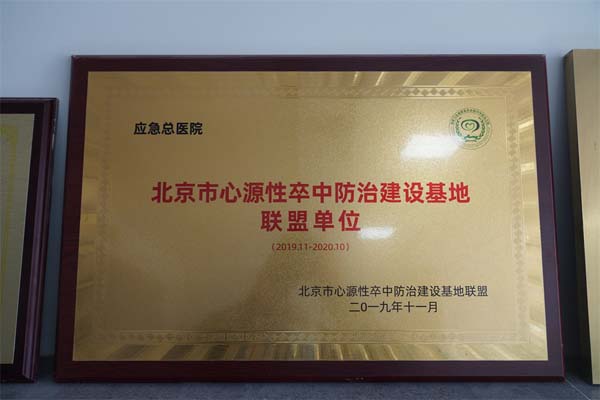 应急总医院
北京市心源性卒中防治建设基地
联盟单位
(2019.11-2020.10)
北京市心源性卒中防治建设基地联盟
二0一九年十一月